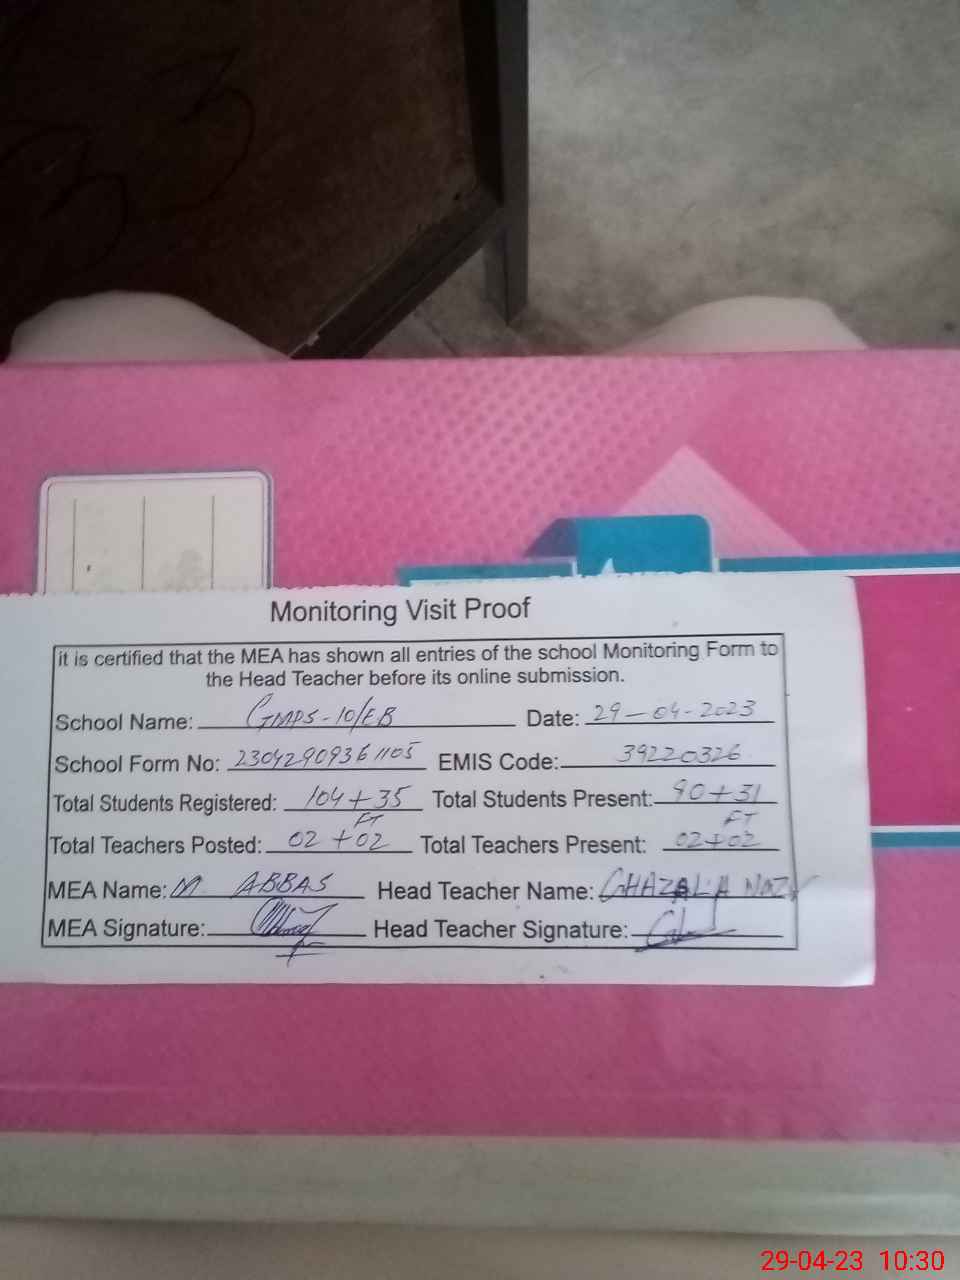 Monitoring Visit Proof
it is certified that the MEA has shown all entries of the school Monitoring Form to
the Head Teacher before its online submission.
School Name: GMPS-10/EB Date: 29-04-2023
School Form No: 23042909361105 EMIS Code: 39220326
Total Students Registered: 104+35 Total Students Present: 90+31
FT FT
Total Teachers Posted: 02+02 Total Teachers Present: 02+02
MEA Name: M ABBAS Head Teacher Name: GHAZALA
MEA Signature: Head Teacher Signature:
29-04-23 10:30